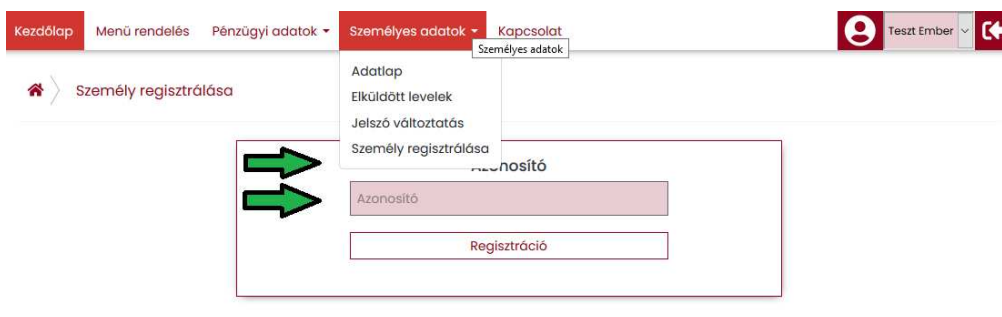 Kezdőlap Menü rendelés Pénzügyi adatok Személyes adatok Kapcsolat Teszt Ember
Személyes adatok
Személy regisztrálása
Adatlap
Elküldött levelek
Jelszó változtatás
Személy regisztrálása
Azonosító
Azonosító
Regisztráció